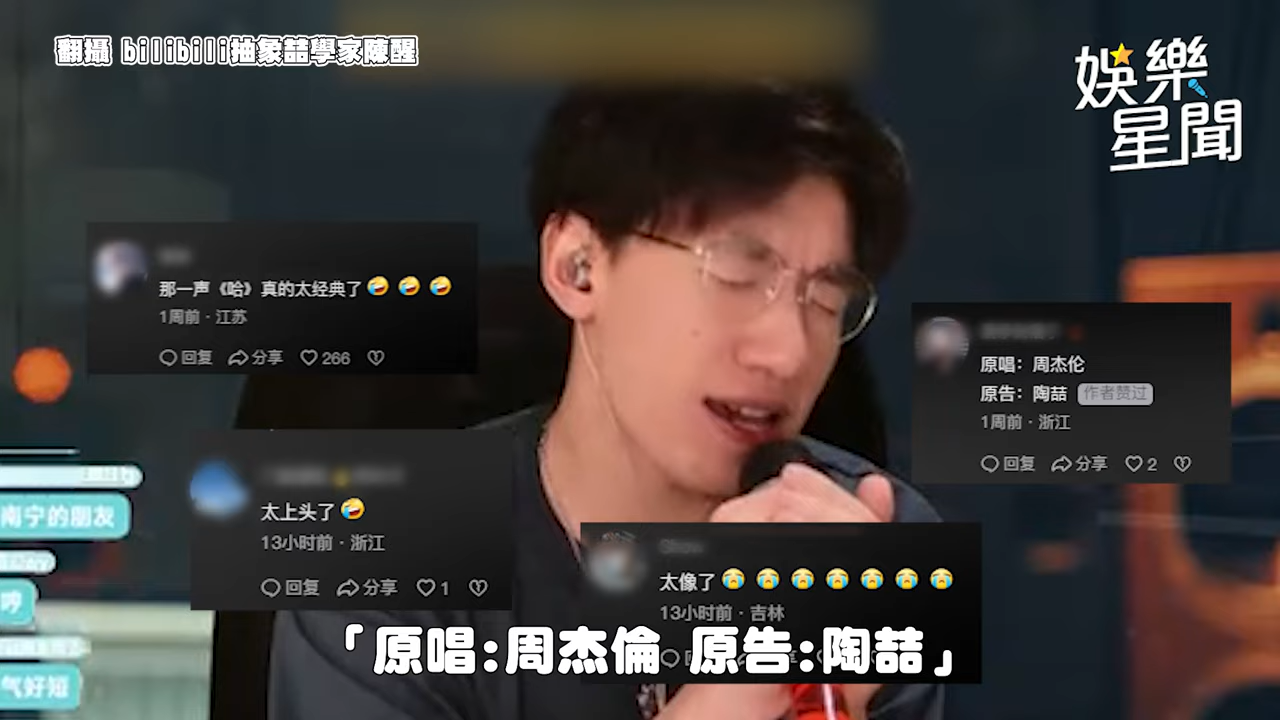 翻攝 bilibili抽象喆學家陳醒
娛樂
星聞
那一声《哈》真的太经典了🤣🤣🤣
1周前·江苏
回复 分享 266
原唱：周杰伦
原告：陶喆 作者赞过
1周前·浙江
回复 分享 2
太上头了🤣
13小时前·浙江
回复 分享 1
太像了😭😭😭😭😭😭😭
13小时前·吉林
南宁的朋友
哼
气好短
「原唱:周杰倫 原告:陶喆」